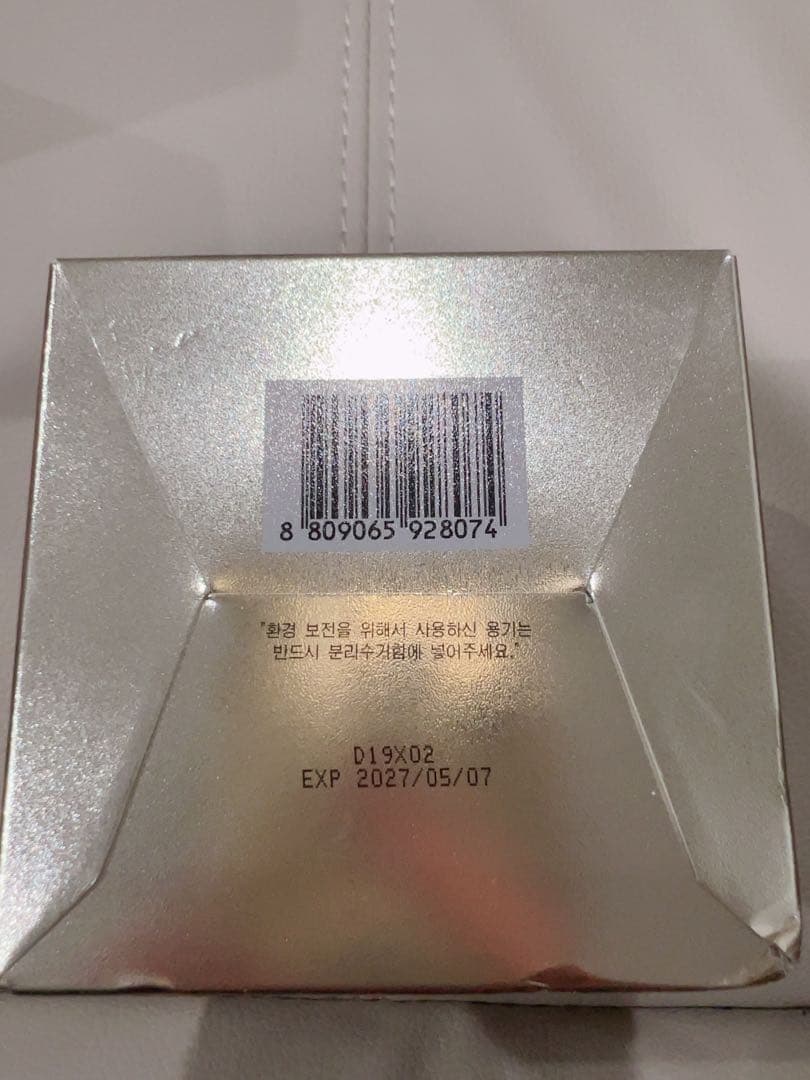 8 809065 928074
"환경 보전을 위해서 사용하신 용기는
반드시 분리수거함에 넣어주세요."
D19X02
EXP 2027/05/07